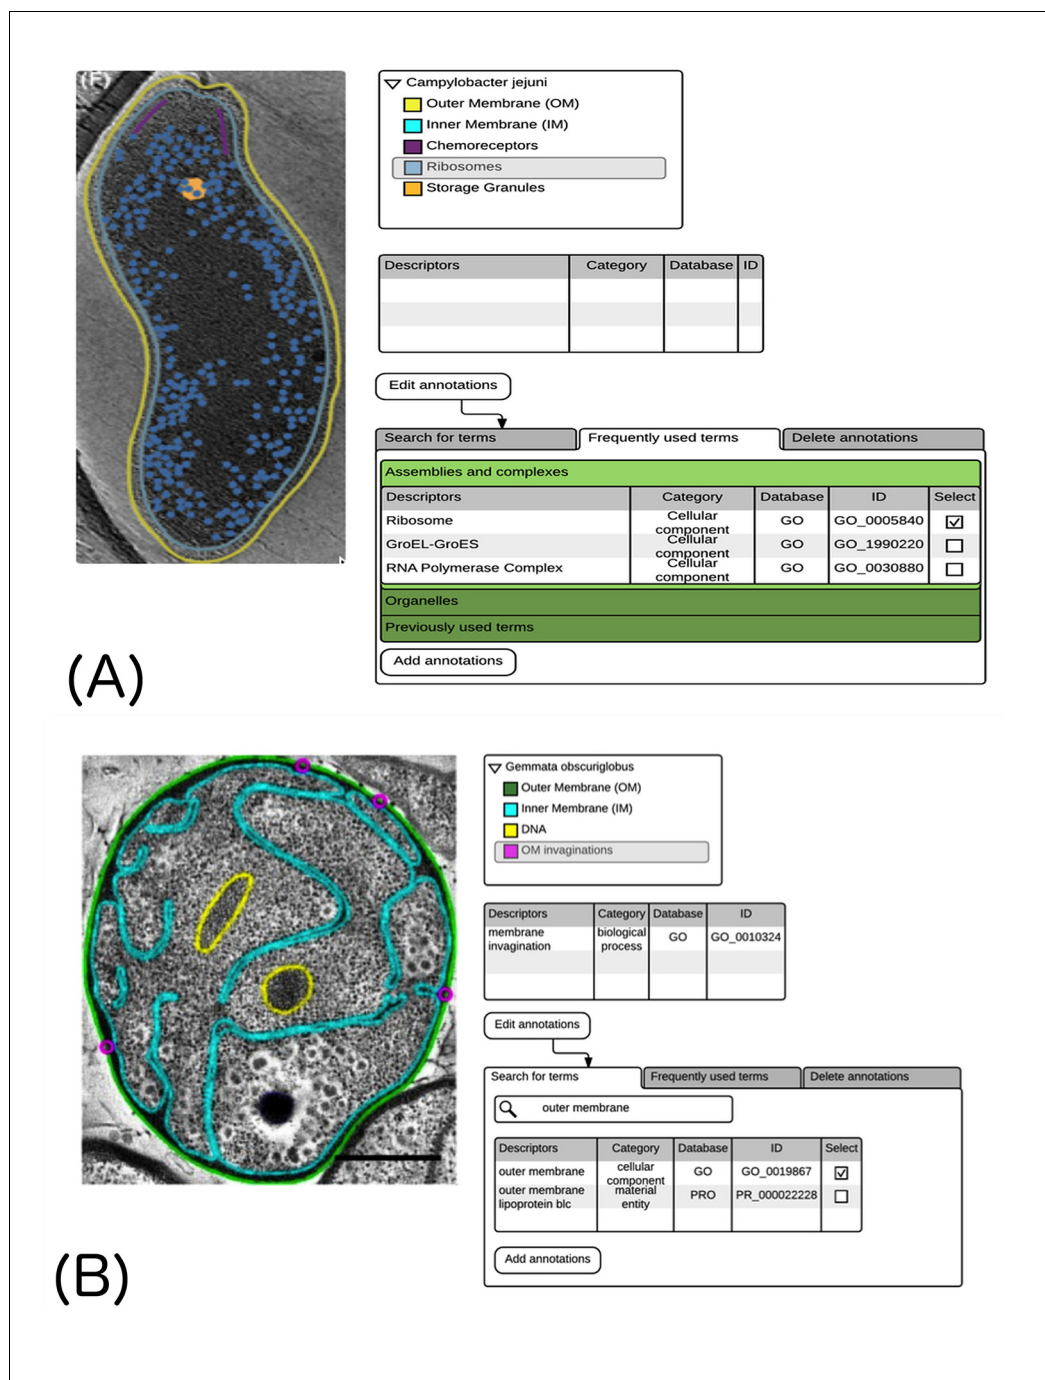 (F)
Campylobacter jejuni
Outer Membrane (OM)
Inner Membrane (IM)
Chemoreceptors
Ribosomes
Storage Granules
Descriptors Category Database ID
Edit annotations
Search for terms Frequently used terms Delete annotations
Assemblies and complexes
Descriptors Category Database ID Select
Ribosome Cellular component GO GO_0005840
GroEL-GroES Cellular component GO GO_1990220
RNA Polymerase Complex Cellular component GO GO_0030880
Organelles
Previously used terms
Add annotations
(A)
Gemmata obscuriglobus
Outer Membrane (OM)
Inner Membrane (IM)
DNA
OM invaginations
Descriptors Category Database ID
membrane invagination biological process GO GO_0010324
Edit annotations
Search for terms Frequently used terms Delete annotations
outer membrane
Descriptors Category Database ID Select
outer membrane cellular component GO GO_0019867
outer membrane lipoprotein blc material entity PRO PR_000022228
Add annotations
(B)